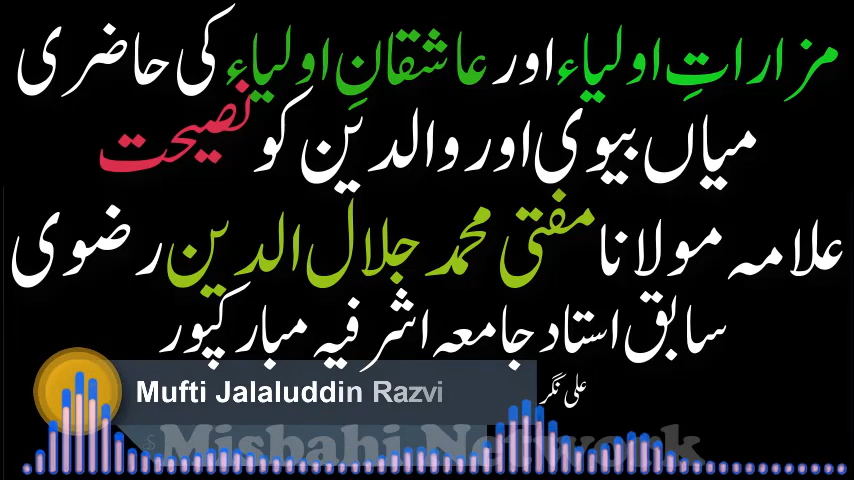 مزاراتِ اولیاء اور عاشقانِ اولیاء کی حاضری
میاں بیوی اور والدین کو نصیحت
علامہ مولانا مفتی محمد جلال الدین رضوی
سابق استاد جامعہ اشرفیہ مبارکپور
علی نگر
Mufti Jalaluddin Razvi
Misbahi Network